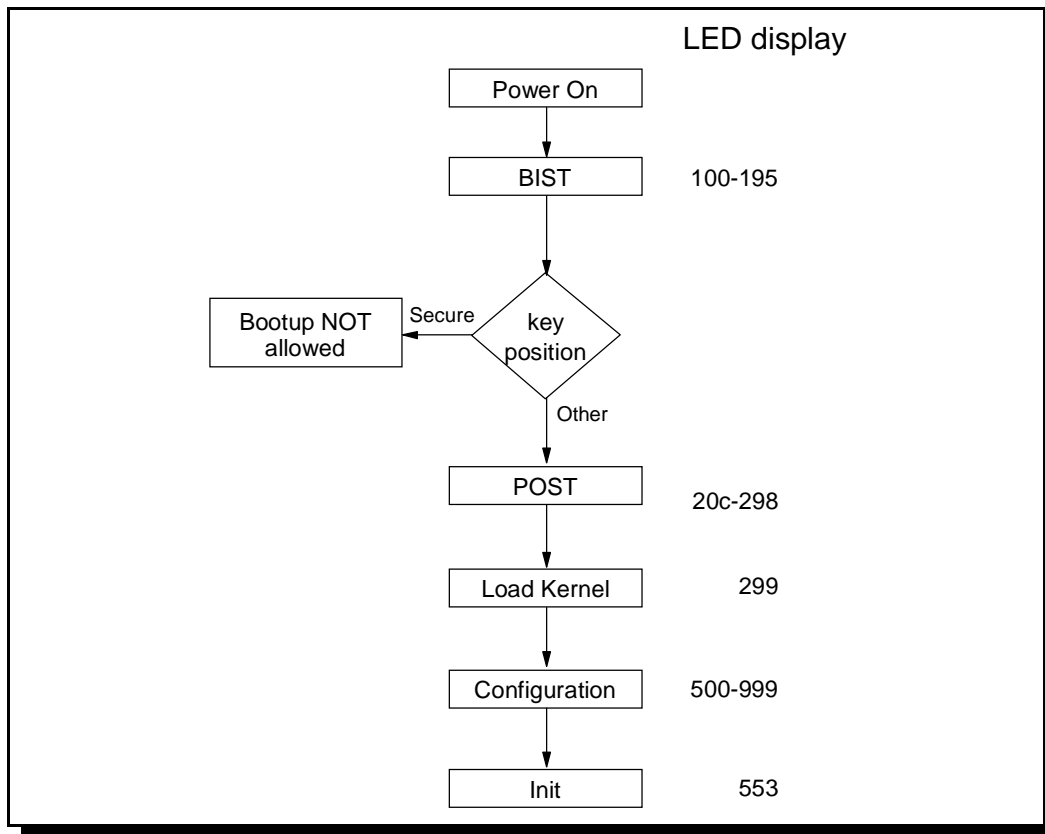 LED display
Power On
BIST
100-195
Secure
Bootup NOT
allowed
key
position
Other
POST
20c-298
Load Kernel
299
Configuration
500-999
Init
553